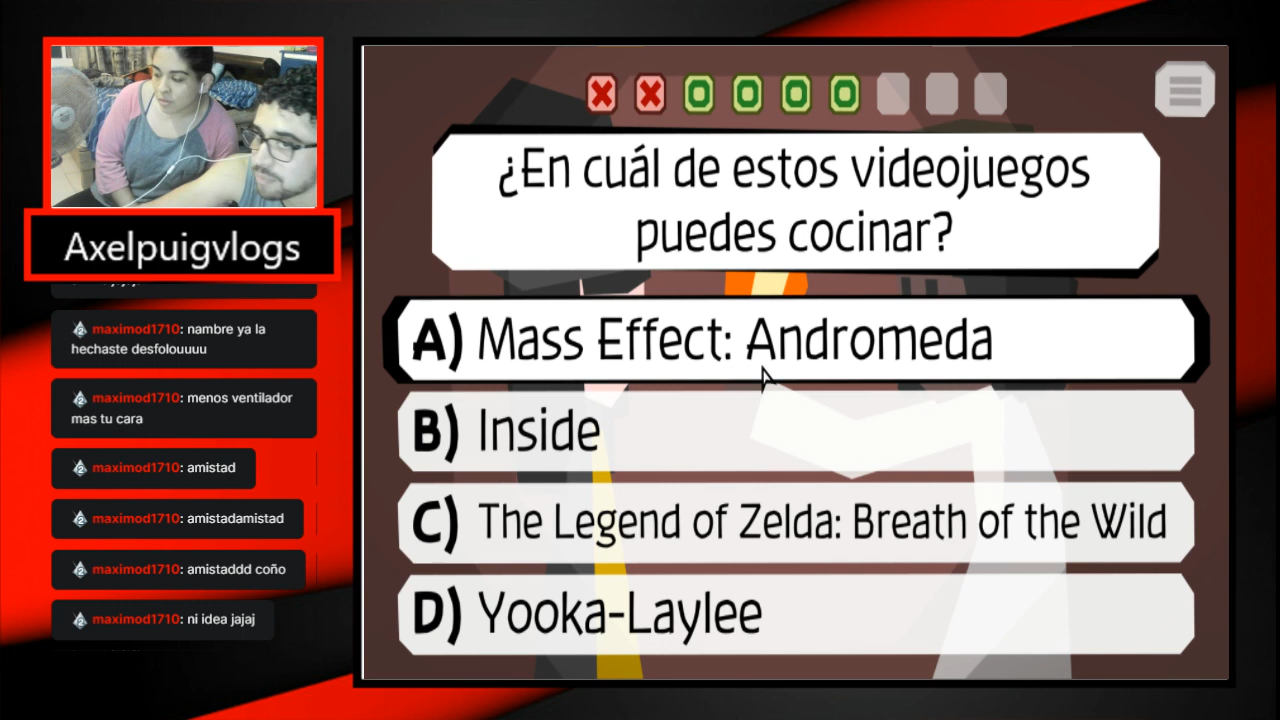 Axelpuigvlogs
maximod1710: nambre ya la
hechaste desfolouuuu
maximod1710: menos ventilador
mas tu cara
maximod1710: amistad
maximod1710: amistadamistad
maximod1710: amistaddd coño
maximod1710: ni idea jajaj
¿En cuál de estos videojuegos
puedes cocinar?
A) Mass Effect: Andromeda
B) Inside
C) The Legend of Zelda: Breath of the Wild
D) Yooka-Laylee